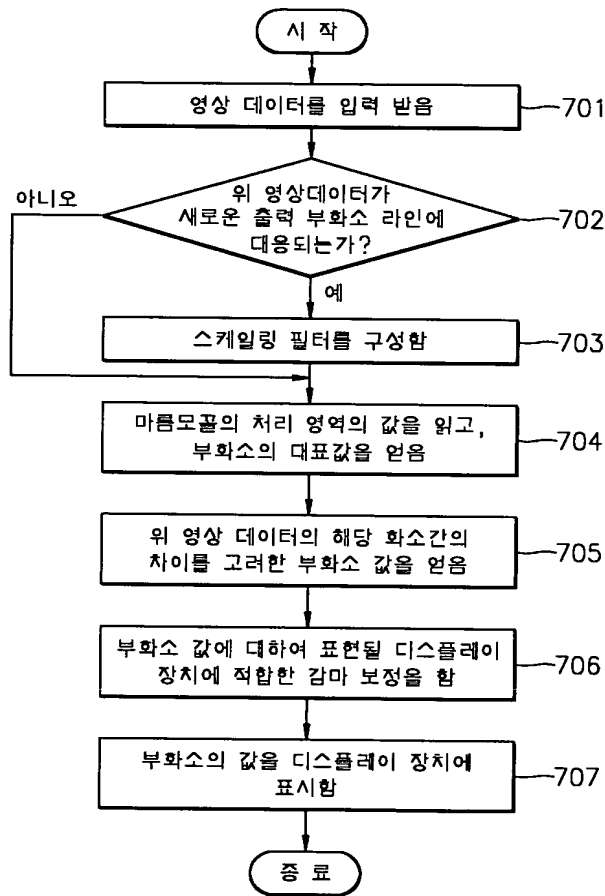 시 작
영상 데이터를 입력 받음
701
아니오
위 영상데이터가
새로운 출력 부화소 라인에
대응되는가?
702
예
스케일링 필터를 구성함
703
마름모꼴의 처리 영역의 값을 읽고,
부화소의 대표값을 얻음
704
위 영상 데이터의 해당 화소간의
차이를 고려한 부화소 값을 얻음
705
부화소 값에 대하여 표현될 디스플레이
장치에 적합한 감마 보정을 함
706
부화소의 값을 디스플레이 장치에
표시함
707
종 료